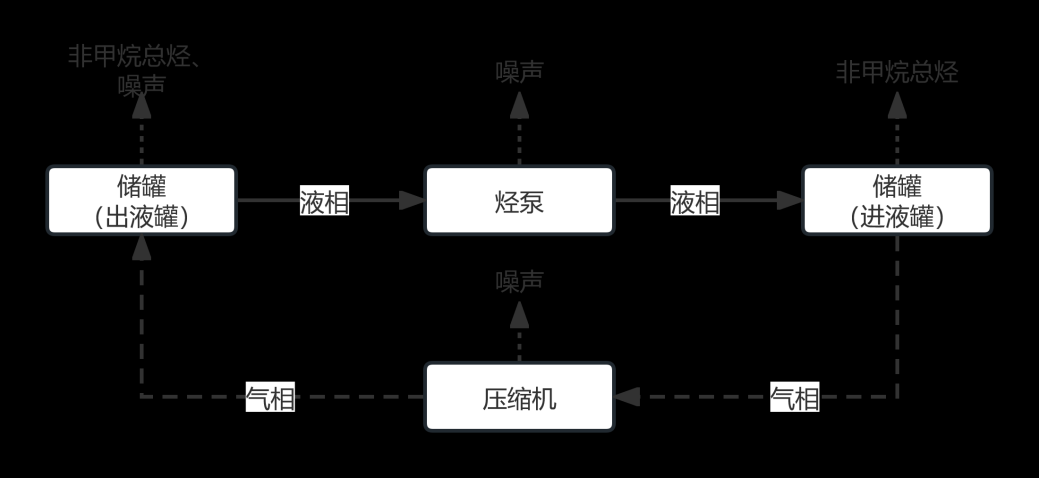 非甲烷总烃、
噪声
噪声
非甲烷总烃
储罐
（出液罐）
液相
烃泵
液相
储罐
（进液罐）
噪声
气相
压缩机
气相